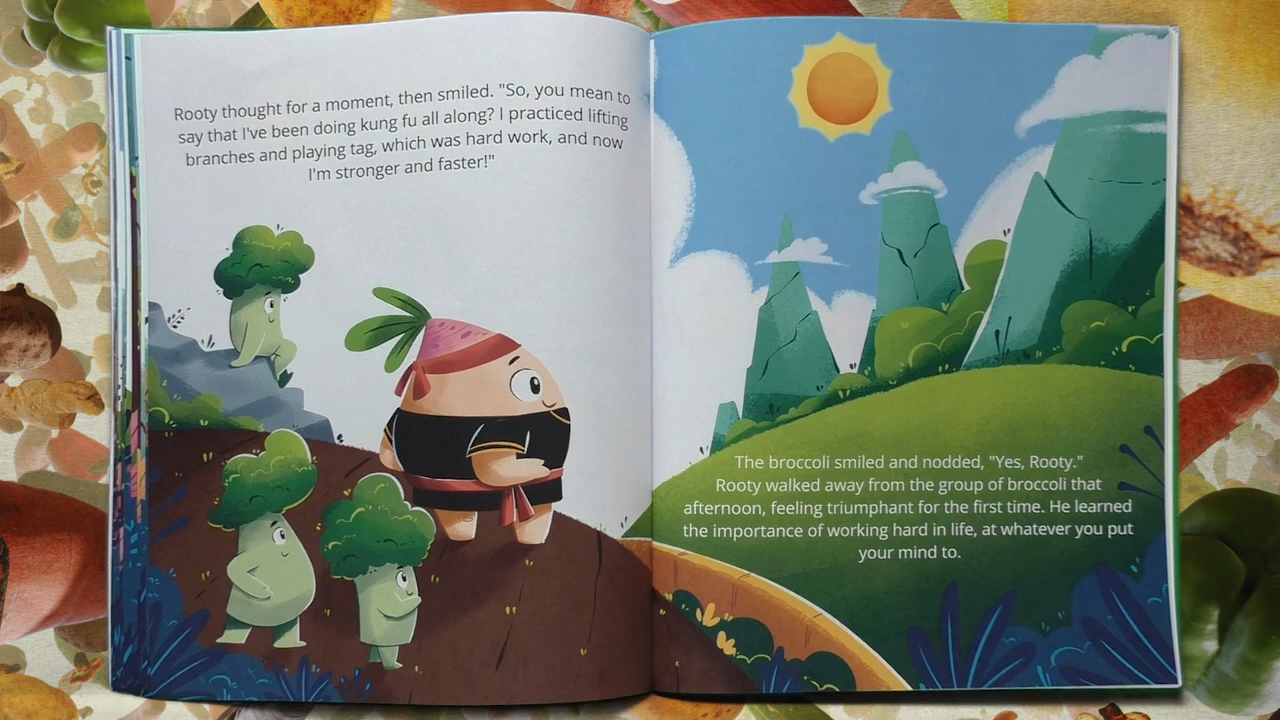 Rooty thought for a moment, then smiled. "So, you mean to
say that I've been doing kung fu all along? I practiced lifting
branches and playing tag, which was hard work, and now
I'm stronger and faster!"
The broccoli smiled and nodded, "Yes, Rooty."
Rooty walked away from the group of broccoli that
afternoon, feeling triumphant for the first time. He learned
the importance of working hard in life, at whatever you put
your mind to.